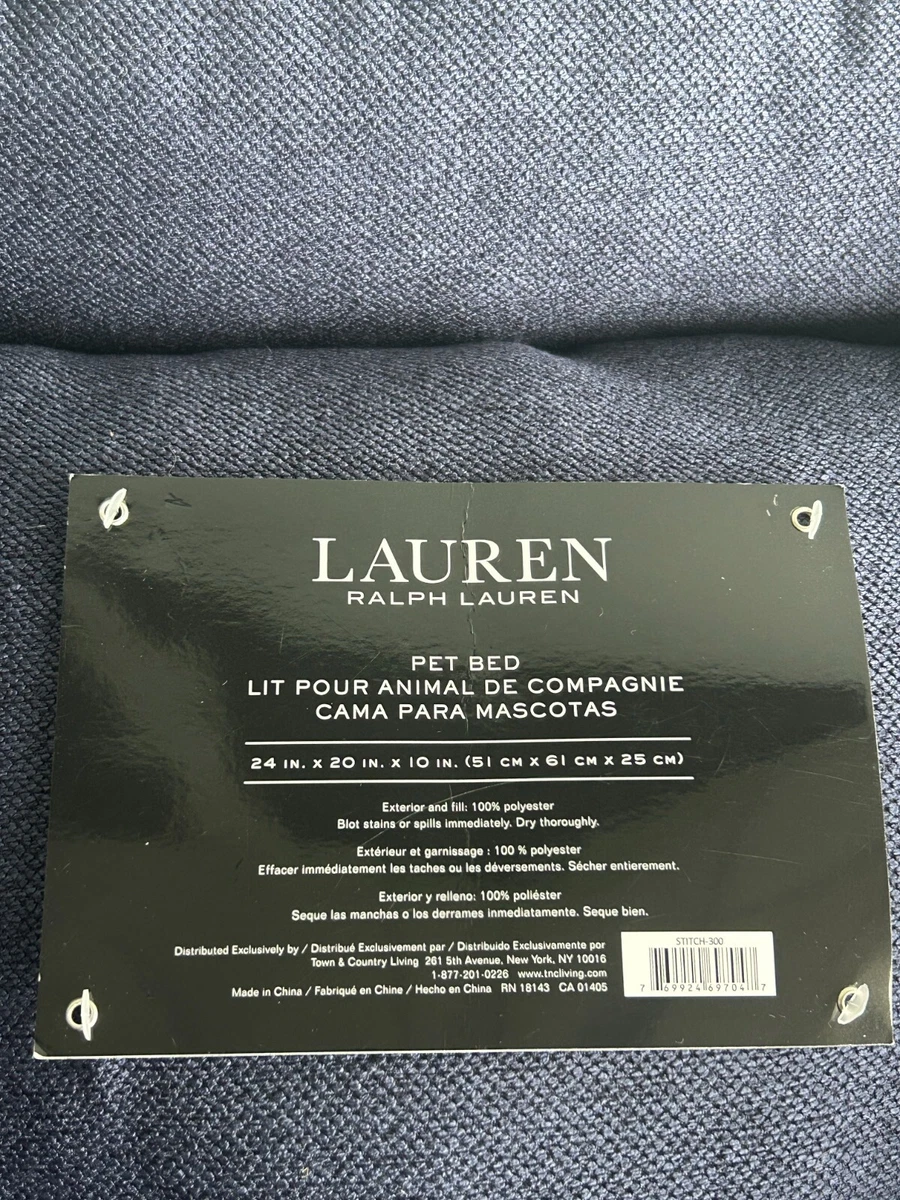 LAUREN
RALPH LAUREN
PET BED
LIT POUR ANIMAL DE COMPAGNIE
CAMA PARA MASCOTAS
24 IN. X 20 IN. X 10 IN. (51 CM X 61 CM X 25 CM)
Exterior and fill: 100% polyester
Blot stains or spills immediately. Dry thoroughly.
Extérieur et garnissage : 100 % polyester
Effacer immédiatement les taches ou les déversements. Sécher entierement.
Exterior y relleno: 100% poliéster
Seque las manchas o los derrames inmediatamente. Seque bien.
Distributed Exclusively by / Distribué Exclusivement par / Distribuido Exclusivamente por
Town & Country Living 261 5th Avenue, New York, NY 10016
1-877-201-0226 www.tncliving.com
Made in China / Fabriqué en Chine / Hecho en China RN 18143 CA 01405
STITCH-300
7 69924 69704 7